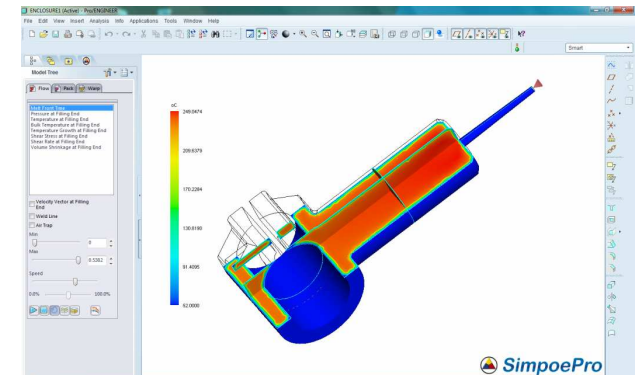 ENCLOSURE1 (Active) - Pro/ENGINEER
File Edit View Insert Analysis Info Applications Tools Window Help
Smart
Model Tree
Flow Pack Warp
Melt Front Time
Pressure at Filling End
Temperature at Filling End
Bulk Temperature at Filling End
Temperature Growth at Filling End
Shear Stress at Filling End
Shear Rate at Filling End
Volume Shrinkage at Filling End
Velocity Vector at Filling
End
Weld Line
Air Trap
Min
0
Max
Speed
0.0% 100.0%
oC
249.0474
209.6379
170.2284
130.8190
91.4095
52.0000
SimpoePro